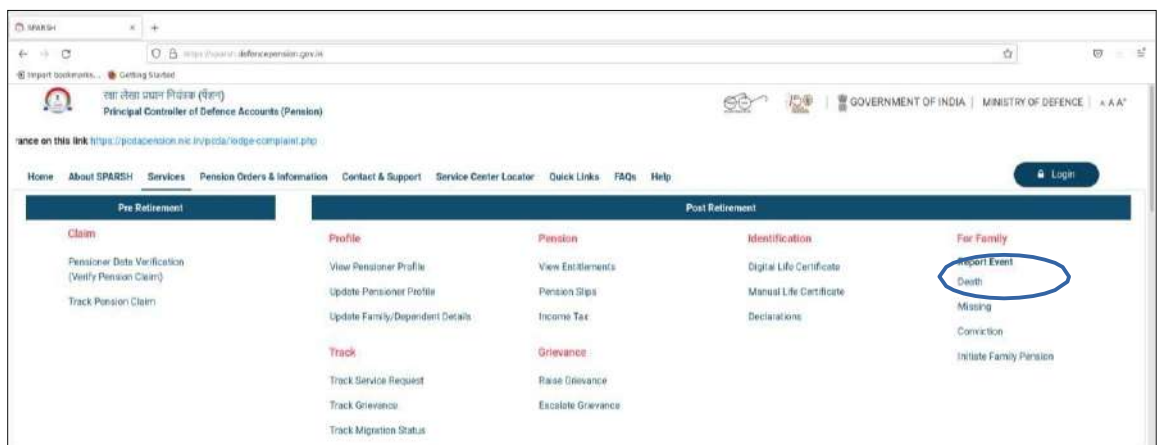 SPARSH
https://sparsh.defencepension.gov.in
Import bookmarks... Getting Started
रक्षा लेखा प्रधान नियंत्रक (पेंशन)
Principal Controller of Defence Accounts (Pension)
GOVERNMENT OF INDIA | MINISTRY OF DEFENCE | A A A+
rance on this link https://pcdapension.nic.in/pcda/lodge-complaint.php
Home About SPARSH Services Pension Orders & Information Contact & Support Service Center Locator Quick Links FAQs Help Login
Pre Retirement Post Retirement
Claim
Pensioner Data Verification
(Verify Pension Claim)
Track Pension Claim
Profile
View Pensioner Profile
Update Pensioner Profile
Update Family/Dependent Details
Track
Track Service Request
Track Grievance
Track Migration Status
Pension
View Entitlements
Pension Slips
Income Tax
Grievance
Raise Grievance
Escalate Grievance
Identification
Digital Life Certificate
Manual Life Certificate
Declarations
For Family
Report Event
Death
Missing
Conviction
Initiate Family Pension